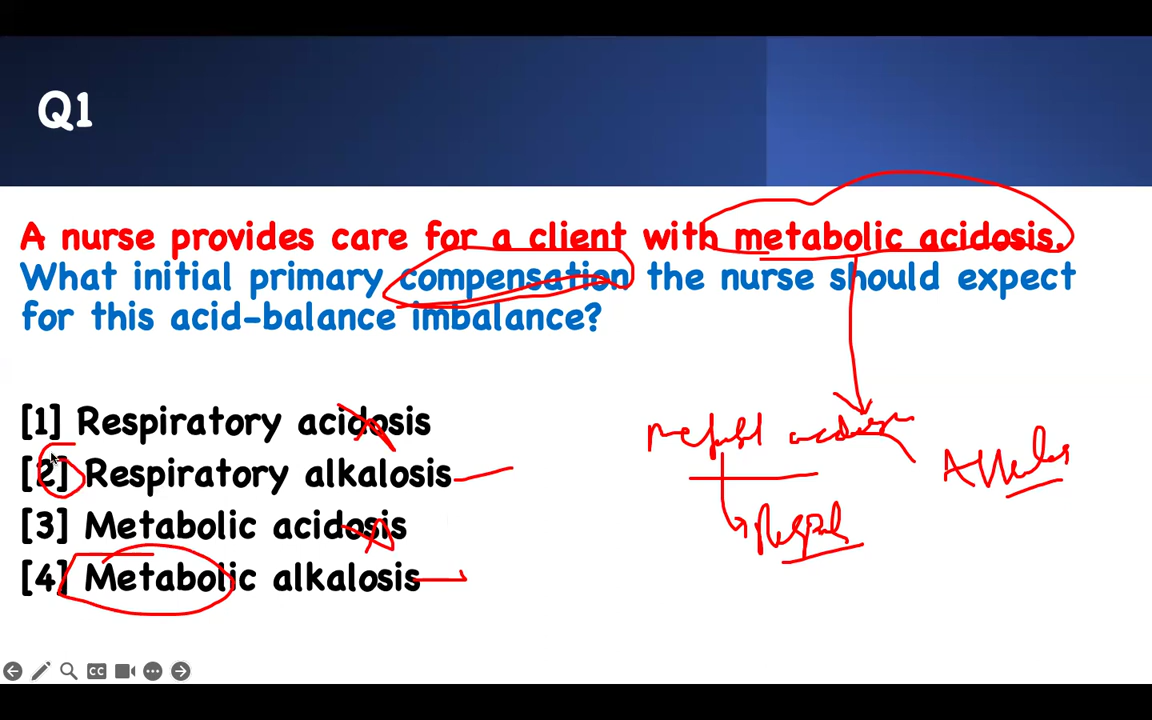 Q1
A nurse provides care for a client with metabolic acidosis.
What initial primary compensation the nurse should expect
for this acid-balance imbalance?
[1] Respiratory acidosis
[2] Respiratory alkalosis
[3] Metabolic acidosis
[4] Metabolic alkalosis
CC